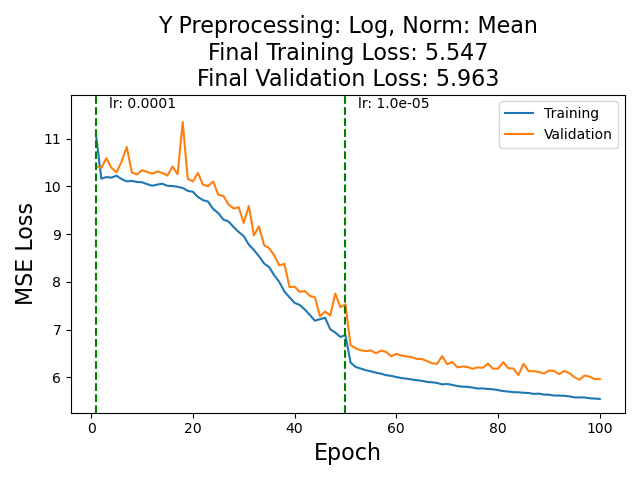 Y Preprocessing: Log, Norm: Mean
Final Training Loss: 5.547
Final Validation Loss: 5.963
lr: 0.0001
lr: 1.0e-05
Training
Validation
MSE Loss
11
10
9
8
7
6
0
20
40
60
80
100
Epoch